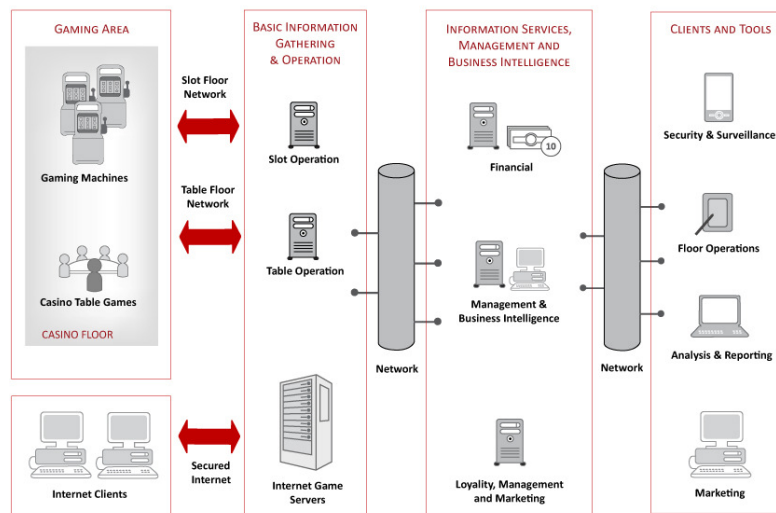 GAMING AREA
Gaming Machines
Casino Table Games
CASINO FLOOR
Internet Clients
Slot Floor
Network
Table Floor
Network
Secured
Internet
BASIC INFORMATION
GATHERING
& OPERATION
Slot Operation
Table Operation
Internet Game
Servers
Network
INFORMATION SERVICES,
MANAGEMENT AND
BUSINESS INTELLIGENCE
10
Financial
Management &
Business Intelligence
Loyality, Management
and Marketing
Network
CLIENTS AND TOOLS
Security & Surveillance
Floor Operations
Analysis & Reporting
Marketing